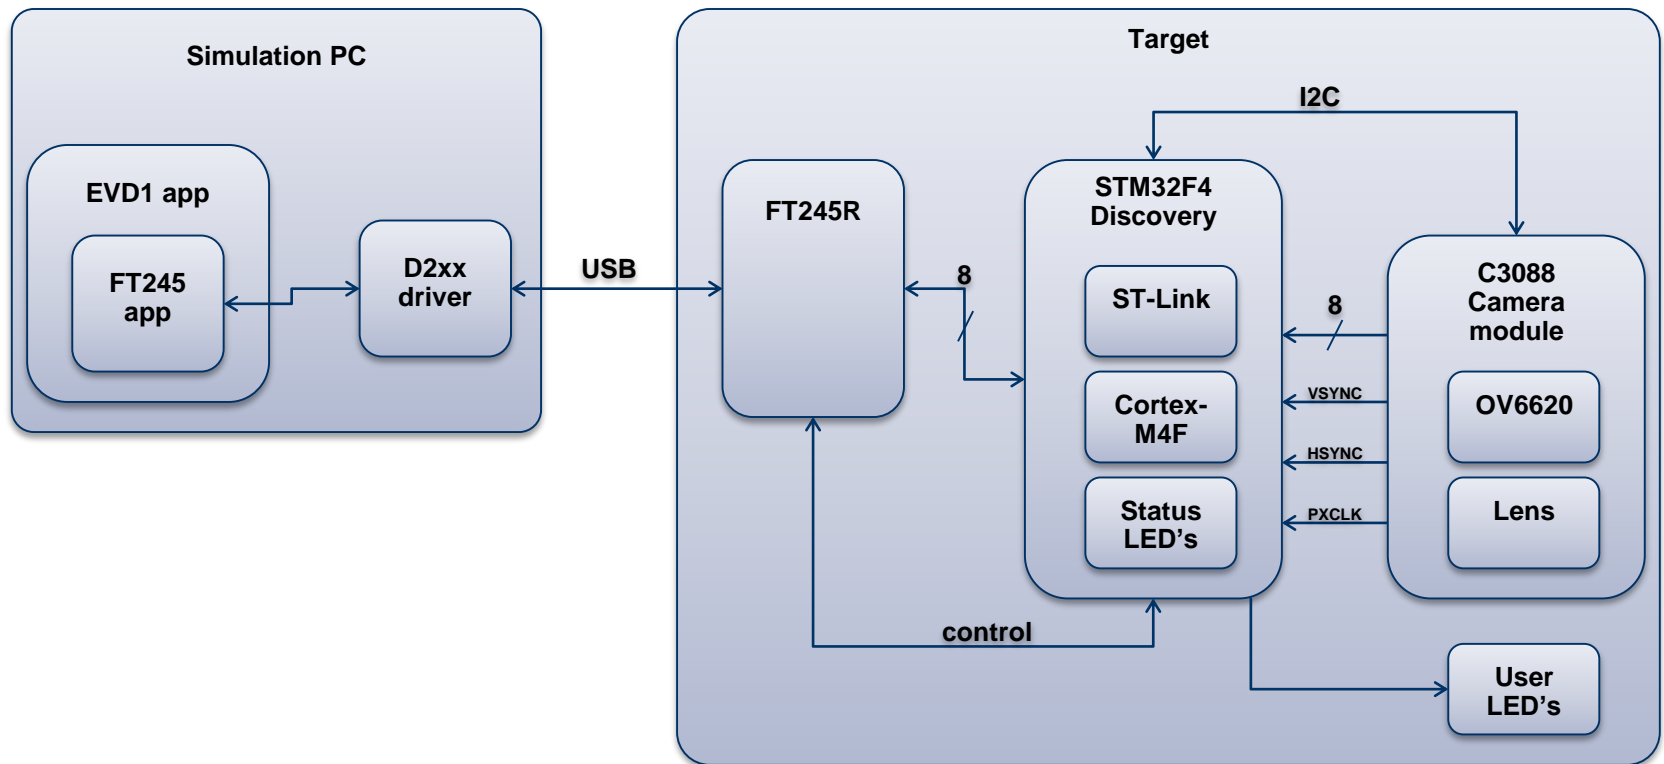 Simulation PC
EVD1 app
FT245
app
D2xx
driver
USB
Target
I2C
FT245R
8
STM32F4
Discovery
ST-Link
Cortex-
M4F
Status
LED’s
control
8
VSYNC
HSYNC
PXCLK
C3088
Camera
module
OV6620
Lens
User
LED’s